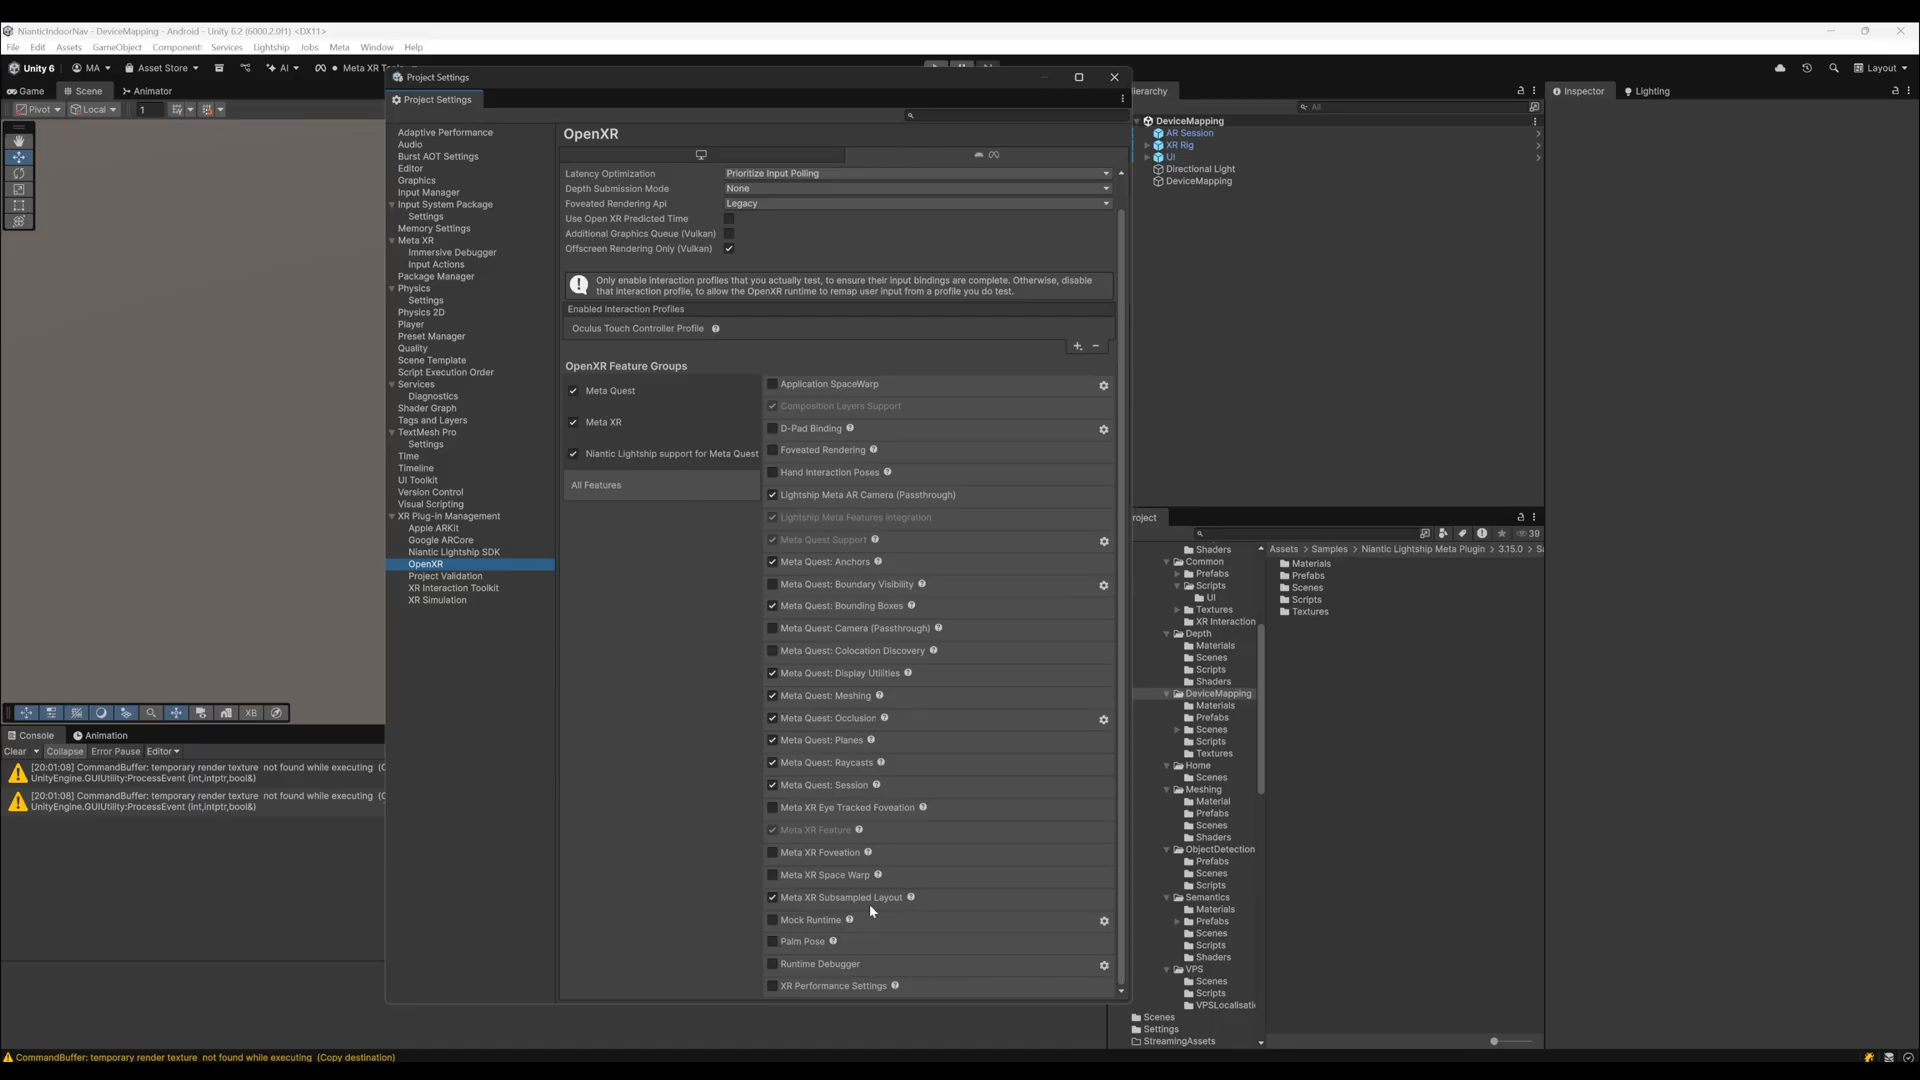 NianticIndoorNav - DeviceMapping - Android - Unity 6.2 (6000.2.0f1) <DX11>
File Edit Assets GameObject Component Services Lightship Jobs Meta Window Help
Unity 6 MA Asset Store AI Meta XR Layout
Project Settings
Game Scene Animator
Project Settings
Inspector Lighting
Pivot Local 1
All
OpenXR
Adaptive Performance
Audio
Burst AOT Settings
Editor
Graphics
Input Manager
Input System Package
Settings
Memory Settings
Meta XR
Immersive Debugger
Input Actions
Package Manager
Physics
Settings
Physics 2D
Player
Preset Manager
Quality
Scene Template
Script Execution Order
Services
Diagnostics
Shader Graph
Tags and Layers
TextMesh Pro
Settings
Time
Timeline
UI Toolkit
Version Control
Visual Scripting
XR Plug-in Management
Apple ARKit
Google ARCore
Niantic Lightship SDK
OpenXR
Project Validation
XR Interaction Toolkit
XR Simulation
Latency Optimization Prioritize Input Polling
Depth Submission Mode None
Foveated Rendering Api Legacy
Use Open XR Predicted Time
Additional Graphics Queue (Vulkan)
Offscreen Rendering Only (Vulkan)
Only enable interaction profiles that you actually test, to ensure their input bindings are complete. Otherwise, disable
that interaction profile, to allow the OpenXR runtime to remap user input from a profile you do test.
Enabled Interaction Profiles
Oculus Touch Controller Profile
OpenXR Feature Groups
Meta Quest
Meta XR
Niantic Lightship support for Meta Quest
All Features
Application SpaceWarp
Composition Layers Support
D-Pad Binding
Foveated Rendering
Hand Interaction Poses
Lightship Meta AR Camera (Passthrough)
Lightship Meta Features Integration
Meta Quest Support
Meta Quest: Anchors
Meta Quest: Boundary Visibility
Meta Quest: Bounding Boxes
Meta Quest: Camera (Passthrough)
Meta Quest: Colocation Discovery
Meta Quest: Display Utilities
Meta Quest: Meshing
Meta Quest: Occlusion
Meta Quest: Planes
Meta Quest: Raycasts
Meta Quest: Session
Meta XR Eye Tracked Foveation
Meta XR Feature
Meta XR Foveation
Meta XR Space Warp
Meta XR Subsampled Layout
Mock Runtime
Palm Pose
Runtime Debugger
XR Performance Settings
DeviceMapping
AR Session
XR Rig
UI
Directional Light
DeviceMapping
39
Assets > Samples > Niantic Lightship Meta Plugin > 3.15.0 >
Shaders
Common
Prefabs
Scripts
UI
Textures
XR Interaction
Depth
Materials
Scenes
Scripts
Shaders
DeviceMapping
Materials
Prefabs
Scenes
Scripts
Textures
Home
Scenes
Meshing
Material
Prefabs
Scenes
Shaders
ObjectDetection
Prefabs
Scenes
Scripts
Semantics
Materials
Prefabs
Scenes
Scripts
Shaders
VPS
Scenes
Scripts
Scenes
Settings
StreamingAssets
Materials
Prefabs
Scenes
Scripts
Textures
XB
Console Animation
Clear Collapse Error Pause Editor
[20:01:08] CommandBuffer: temporary render texture not found while executing
UnityEngine.GUIUtility:ProcessEvent (int,intptr,bool&)
[20:01:08] CommandBuffer: temporary render texture not found while executing
UnityEngine.GUIUtility:ProcessEvent (int,intptr,bool&)
CommandBuffer: temporary render texture not found while executing (Copy destination)